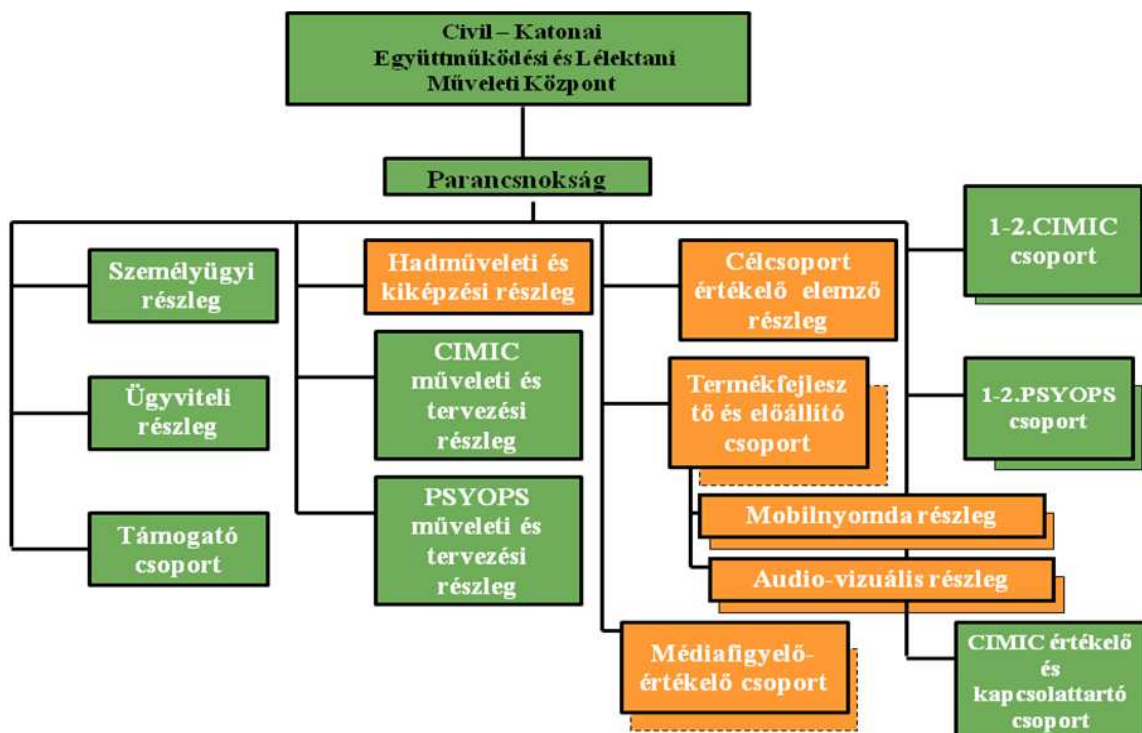 Civil – Katonai
Együttműködési és Lélektani
Műveleti Központ
Parancsnokság
Személyügyi
részleg
Ügyviteli
részleg
Támogató
csoport
Hadműveleti és
kiképzési részleg
CIMIC
műveleti és
tervezési
részleg
PSYOPS
műveleti és
tervezési
részleg
Célcsoport
értékelő elemző
részleg
Termékfejlesz
tő és előállító
csoport
Mobilnyomda részleg
Audio-vizuális részleg
Médiafigyelő-
értékelő csoport
1-2.CIMIC
csoport
1-2.PSYOPS
csoport
CIMIC értékelő
és
kapcsolattartó
csoport